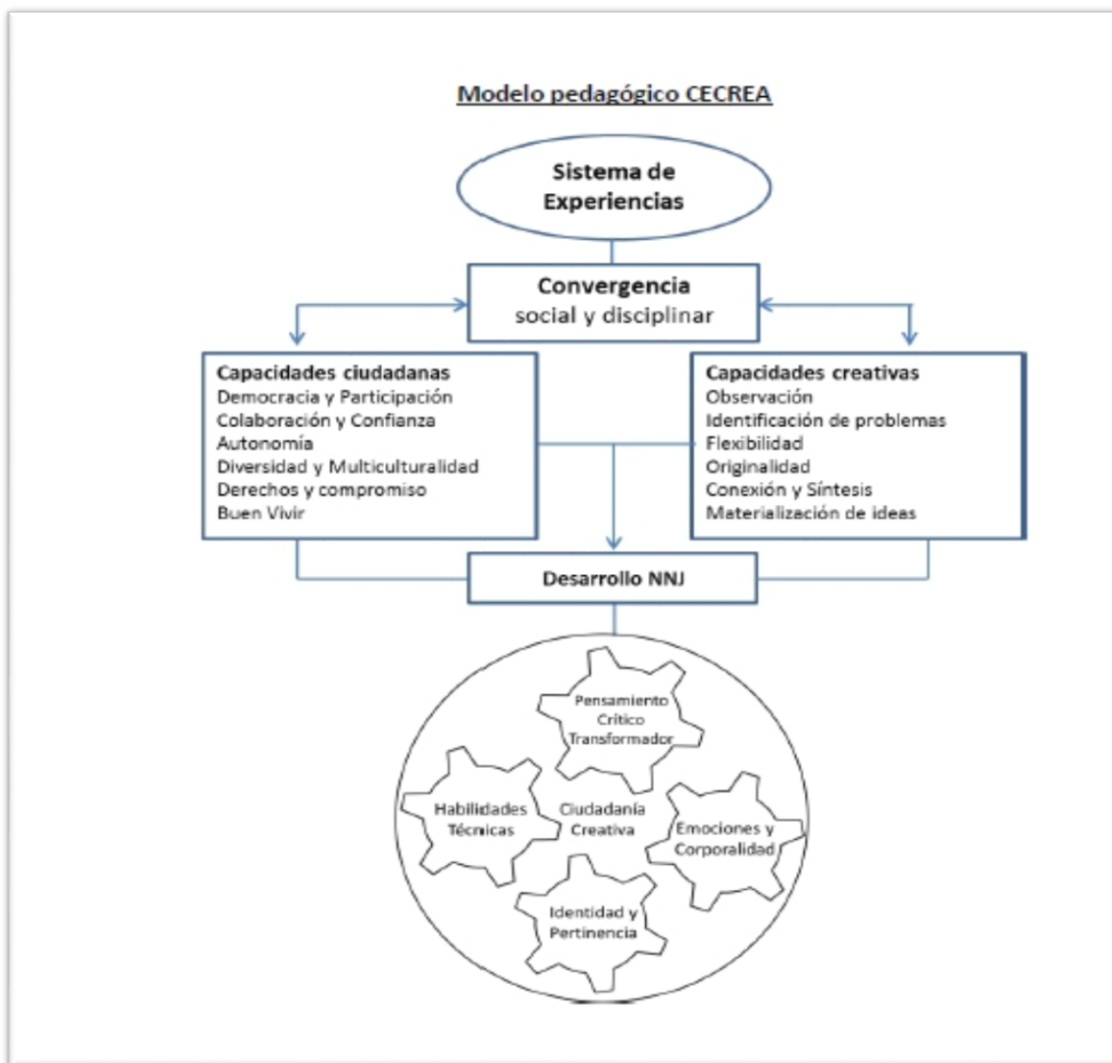 Modelo pedagógico CECREA
Sistema de
Experiencias
Convergencia
social y disciplinar
Capacidades ciudadanas
Democracia y Participación
Colaboración y Confianza
Autonomía
Diversidad y Multiculturalidad
Derechos y compromiso
Buen Vivir
Capacidades creativas
Observación
Identificación de problemas
Flexibilidad
Originalidad
Conexión y Síntesis
Materialización de ideas
Desarrollo NNJ
Pensamiento
Crítico
Transformador
Habilidades
Técnicas
Ciudadanía
Creativa
Emociones y
Corporalidad
Identidad y
Pertinencia